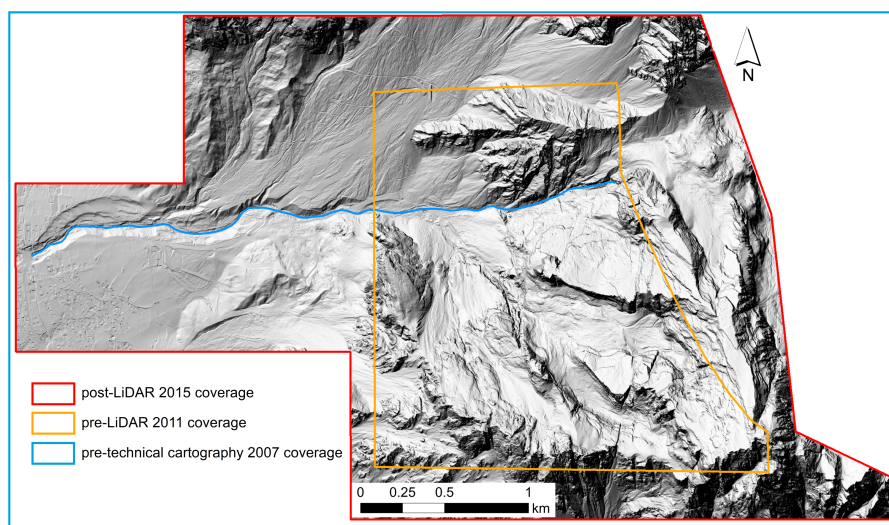 N
post-LiDAR 2015 coverage
pre-LiDAR 2011 coverage
pre-technical cartography 2007 coverage
0 0.25 0.5 1
km